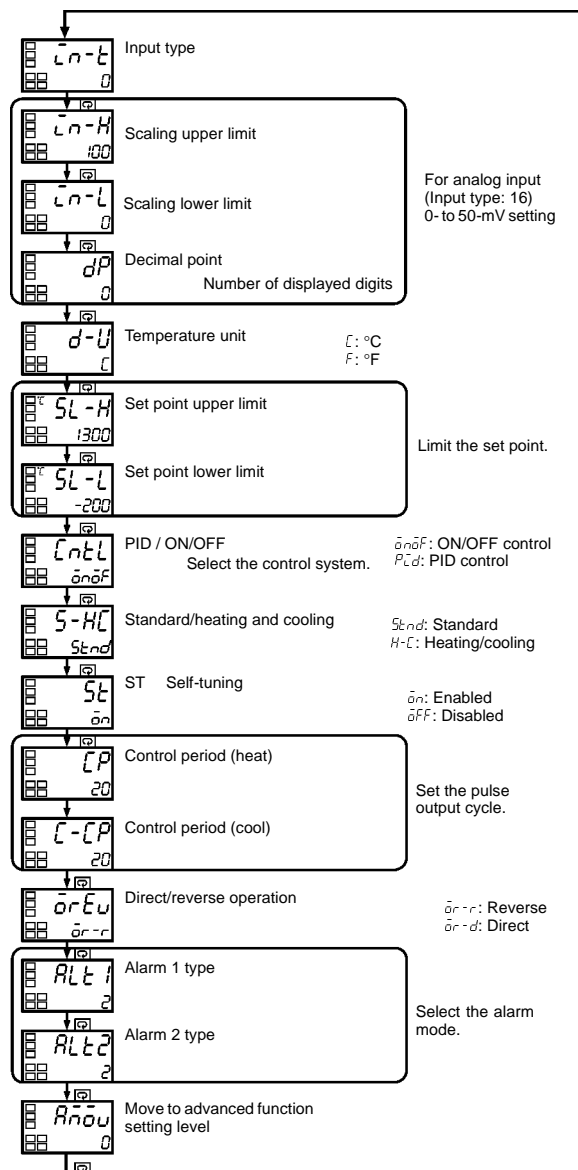 in-t
0
Input type
in-H
100
Scaling upper limit
in-L
0
Scaling lower limit
dP
0
Decimal point
Number of displayed digits
For analog input
(Input type: 16)
0- to 50-mV setting
d-U
C
Temperature unit
C: °C
F: °F
°C SL-H
1300
Set point upper limit
°C SL-L
-200
Set point lower limit
Limit the set point.
CntL
onoF
PID / ON/OFF
Select the control system.
onoF: ON/OFF control
Pid: PID control
S-HC
Stnd
Standard/heating and cooling
Stnd: Standard
H-C: Heating/cooling
St
on
ST Self-tuning
on: Enabled
oFF: Disabled
CP
20
Control period (heat)
C-CP
20
Control period (cool)
Set the pulse
output cycle.
orEv
or-r
Direct/reverse operation
or-r: Reverse
or-d: Direct
ALt1
2
Alarm 1 type
ALt2
2
Alarm 2 type
Select the alarm
mode.
Amov
0
Move to advanced function
setting level